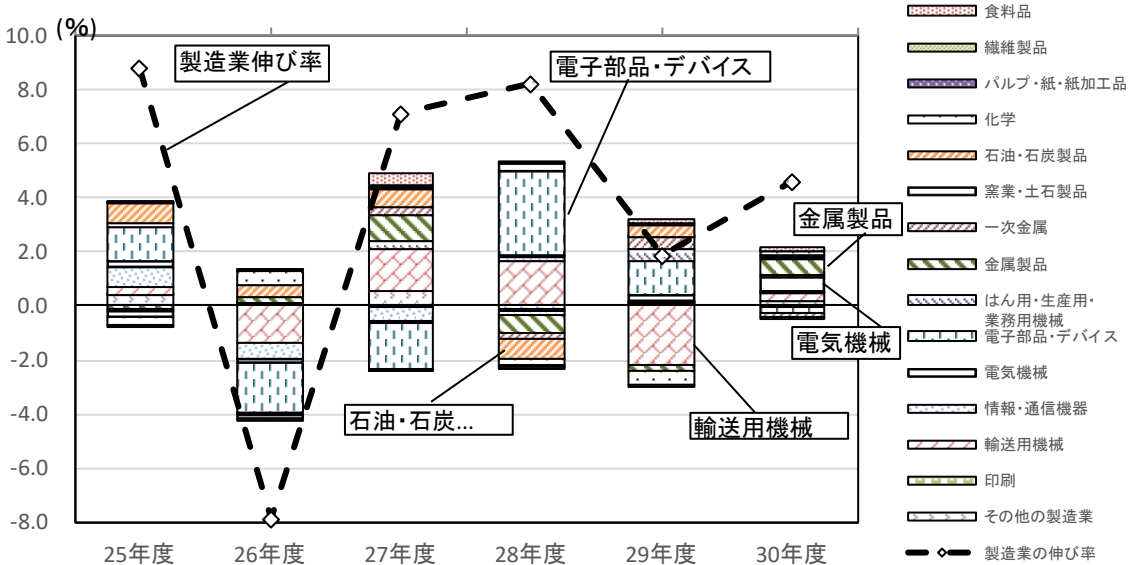 (%)
10.0
8.0
6.0
4.0
2.0
0.0
-2.0
-4.0
-6.0
-8.0
製造業伸び率
電子部品・デバイス
金属製品
電気機械
石油・石炭...
輸送用機械
25年度
26年度
27年度
28年度
29年度
30年度
食料品
繊維製品
パルプ・紙・紙加工品
化学
石油・石炭製品
窯業・土石製品
一次金属
金属製品
はん用・生産用・
業務用機械
電子部品・デバイス
電気機械
情報・通信機器
輸送用機械
印刷
その他の製造業
製造業の伸び率